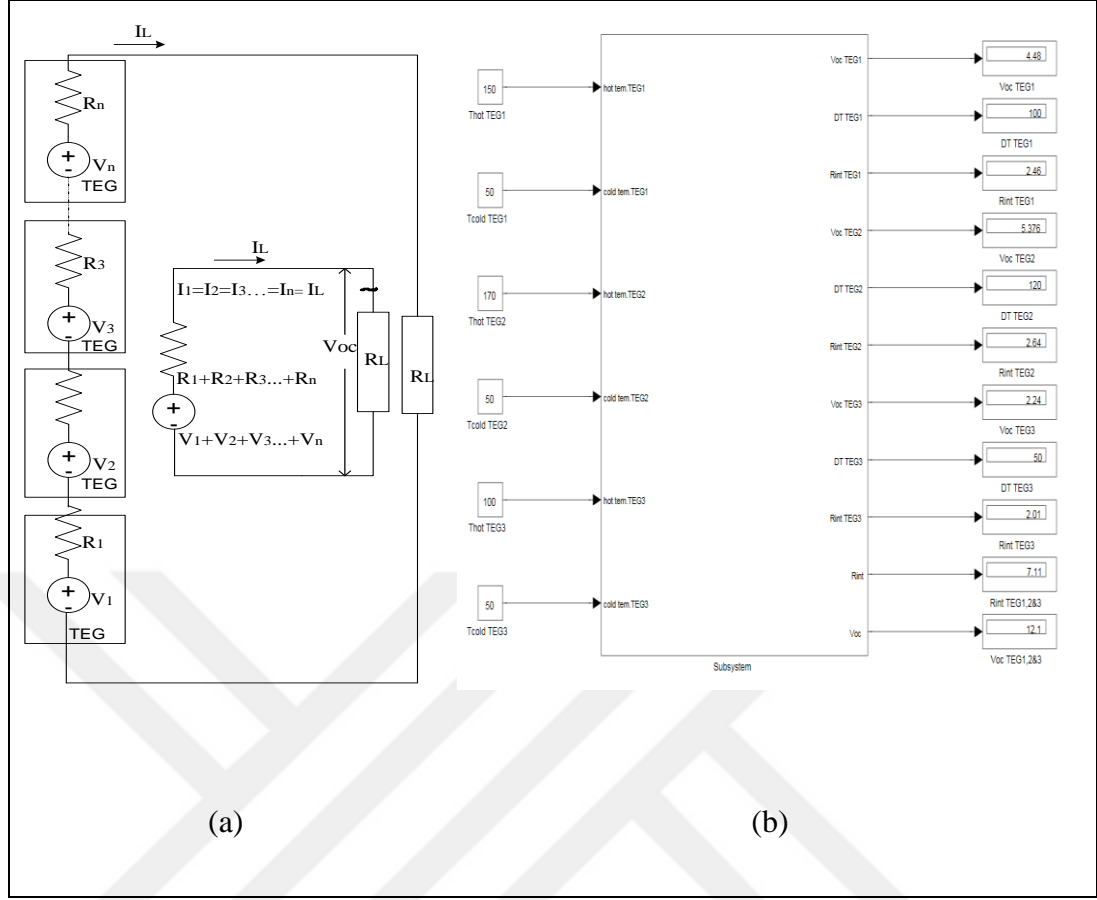 IL
Rn
Vn
TEG
R3
V3
TEG
V2
TEG
R1
V1
TEG
IL
I1=I2=I3...=In= IL
Voc
RL
RL
R1+R2+R3...+Rn
V1+V2+V3...+Vn
(a)
150
Thot TEG1
50
Tcold TEG1
170
Thot TEG2
50
Tcold TEG2
100
Thot TEG3
50
Tcold TEG3
hot tem.TEG1
cold tem.TEG1
hot tem.TEG2
cold tem.TEG2
hot tem.TEG3
cold tem.TEG3
Voc TEG1
DT TEG1
Rint TEG1
Voc TEG2
DT TEG2
Rint TEG2
Voc TEG3
DT TEG3
Rint TEG3
Rint
Voc
Subsystem
4.48
Voc TEG1
100
DT TEG1
2.46
Rint TEG1
5.376
Voc TEG2
120
DT TEG2
2.64
Rint TEG2
2.24
Voc TEG3
50
DT TEG3
2.01
Rint TEG3
7.11
Rint TEG1,2&3
12.1
Voc TEG1,2&3
(b)